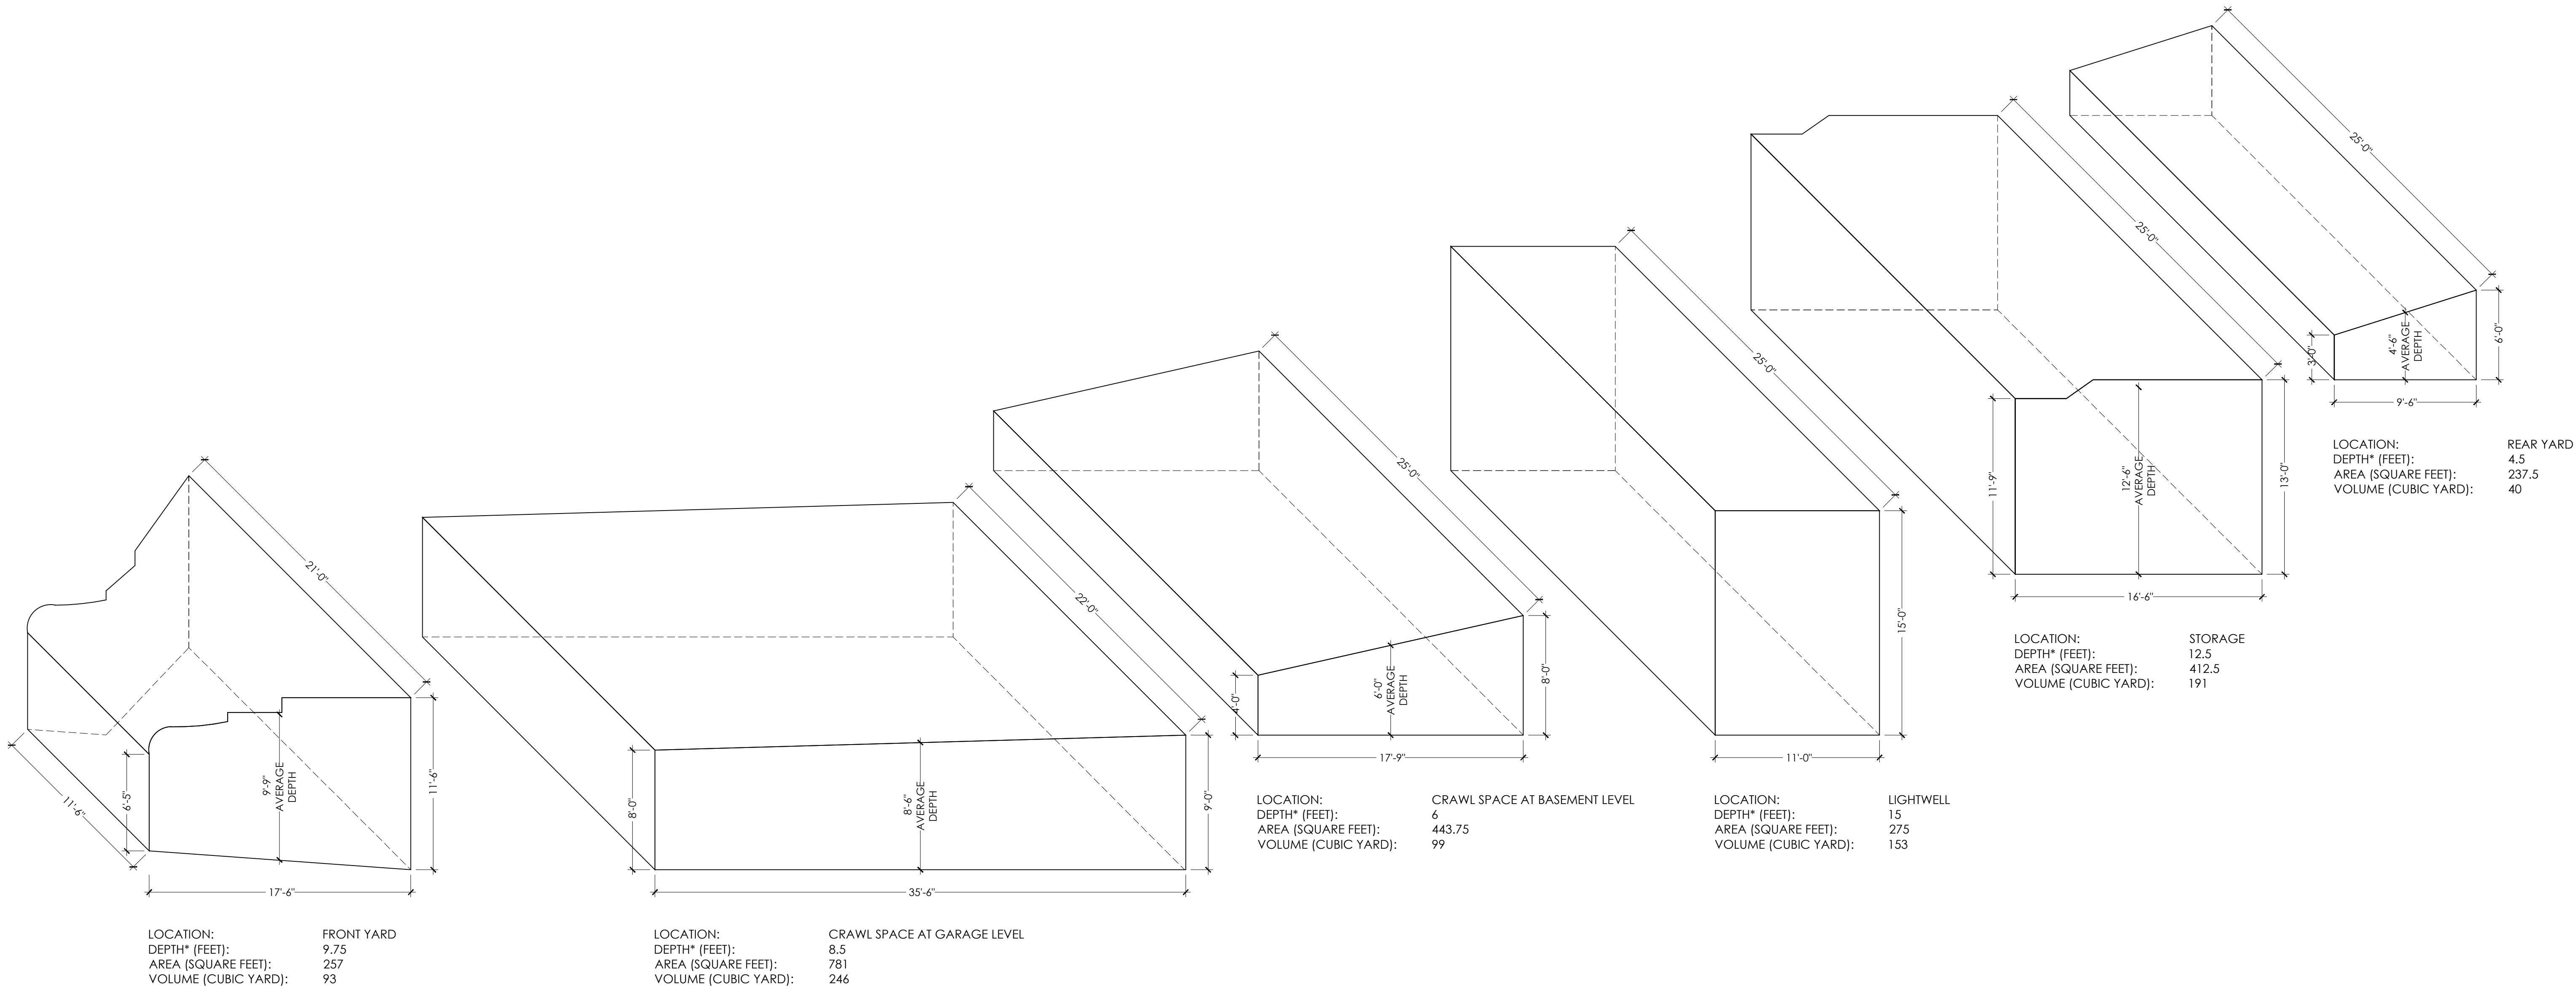 11'-6"
6'-5"
9'-9"
AVERAGE
DEPTH
21'-0"
11'-6"
17'-6"
LOCATION: FRONT YARD
DEPTH* (FEET): 9.75
AREA (SQUARE FEET): 257
VOLUME (CUBIC YARD): 93
8'-0"
8'-6"
AVERAGE
DEPTH
22'-0"
9'-0"
35'-6"
LOCATION: CRAWL SPACE AT GARAGE LEVEL
DEPTH* (FEET): 8.5
AREA (SQUARE FEET): 781
VOLUME (CUBIC YARD): 246
4'-0"
6'-0"
AVERAGE
DEPTH
25'-0"
8'-0"
17'-9"
LOCATION: CRAWL SPACE AT BASEMENT LEVEL
DEPTH* (FEET): 6
AREA (SQUARE FEET): 443.75
VOLUME (CUBIC YARD): 99
25'-0"
15'-0"
11'-0"
LOCATION: LIGHTWELL
DEPTH* (FEET): 15
AREA (SQUARE FEET): 275
VOLUME (CUBIC YARD): 153
25'-0"
11'-9"
12'-6"
AVERAGE
DEPTH
13'-0"
16'-6"
LOCATION: STORAGE
DEPTH* (FEET): 12.5
AREA (SQUARE FEET): 412.5
VOLUME (CUBIC YARD): 191
25'-0"
3'-0"
4'-6"
AVERAGE
DEPTH
6'-0"
9'-6"
LOCATION: REAR YARD
DEPTH* (FEET): 4.5
AREA (SQUARE FEET): 237.5
VOLUME (CUBIC YARD): 40